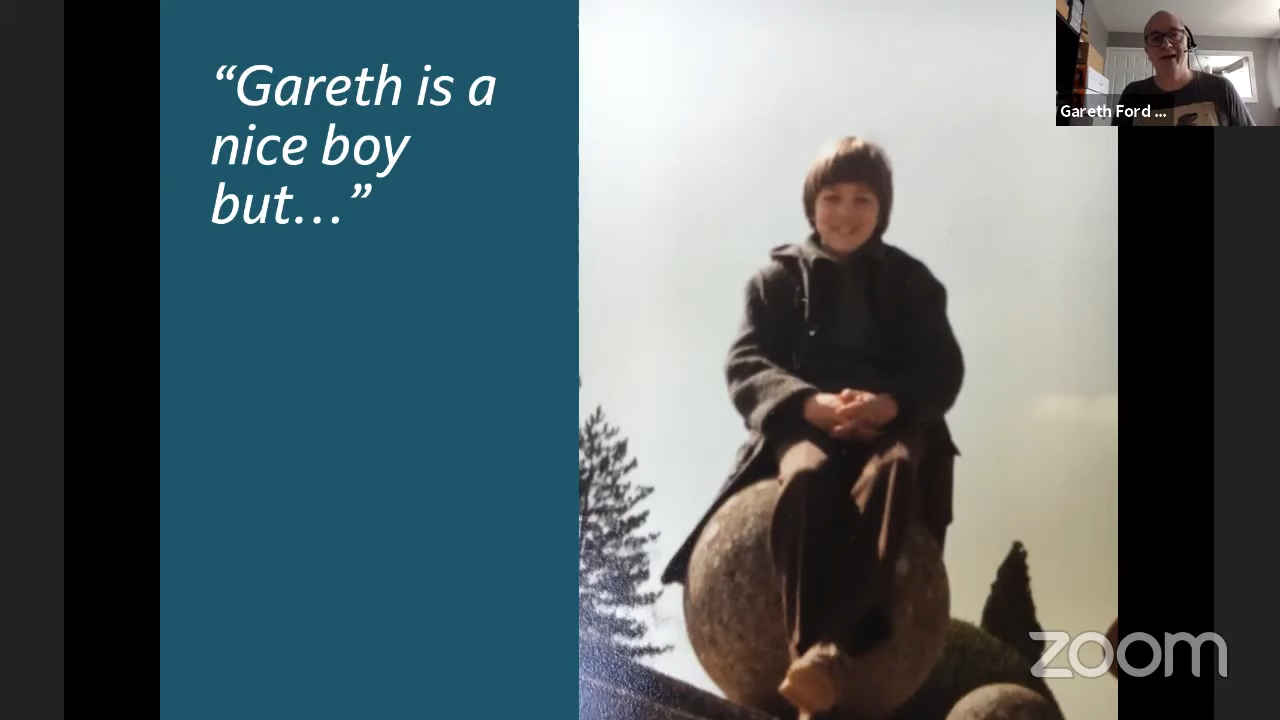 “Gareth is a
nice boy
but…”
Gareth Ford ...
zoom